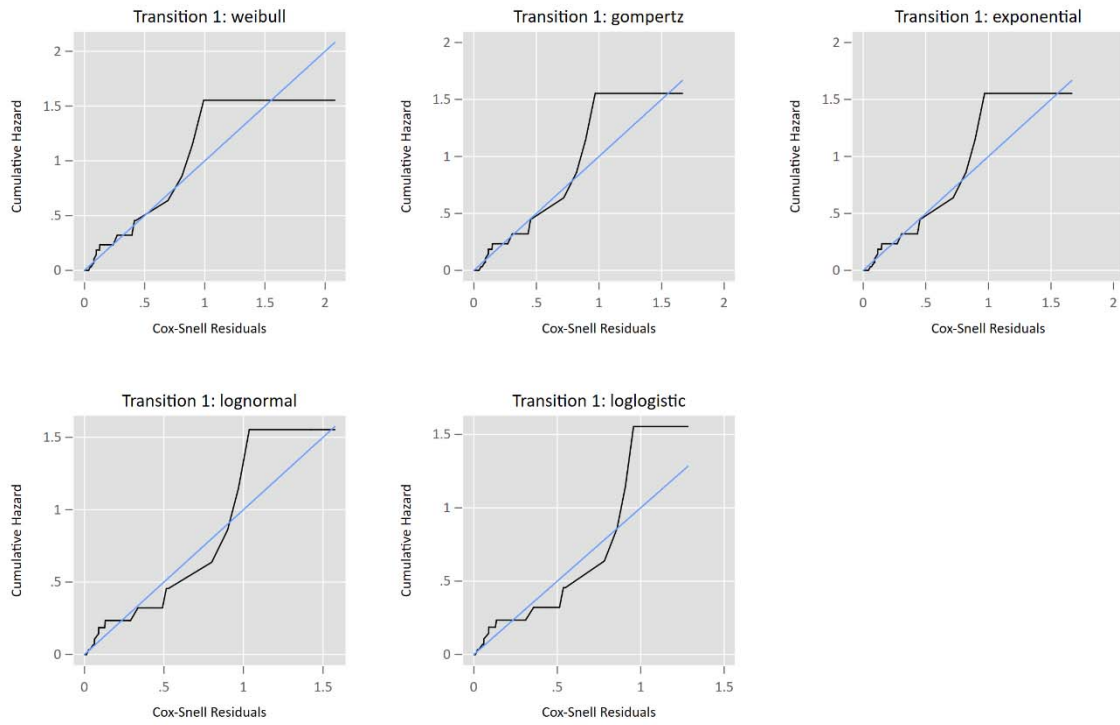 Transition 1: weibull
Cumulative Hazard
2
1.5
1
.5
0
0 .5 1 1.5 2
Cox-Snell Residuals
Transition 1: gompertz
Cumulative Hazard
2
1.5
1
.5
0
0 .5 1 1.5 2
Cox-Snell Residuals
Transition 1: exponential
Cumulative Hazard
2
1.5
1
.5
0
0 .5 1 1.5 2
Cox-Snell Residuals
Transition 1: lognormal
Cumulative Hazard
1.5
1
.5
0
0 .5 1 1.5
Cox-Snell Residuals
Transition 1: loglogistic
Cumulative Hazard
1.5
1
.5
0
0 .5 1 1.5
Cox-Snell Residuals